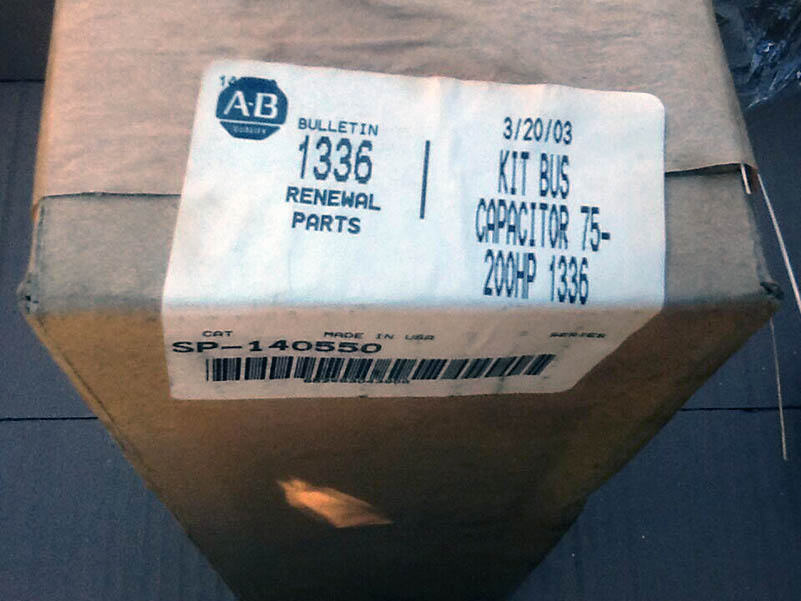 A-B
QUALITY
BULLETIN
1336
RENEWAL
PARTS
3/20/03
KIT BUS
CAPACITOR 75-
200HP 1336
CAT
MADE IN USA
SERIES
SP-140550